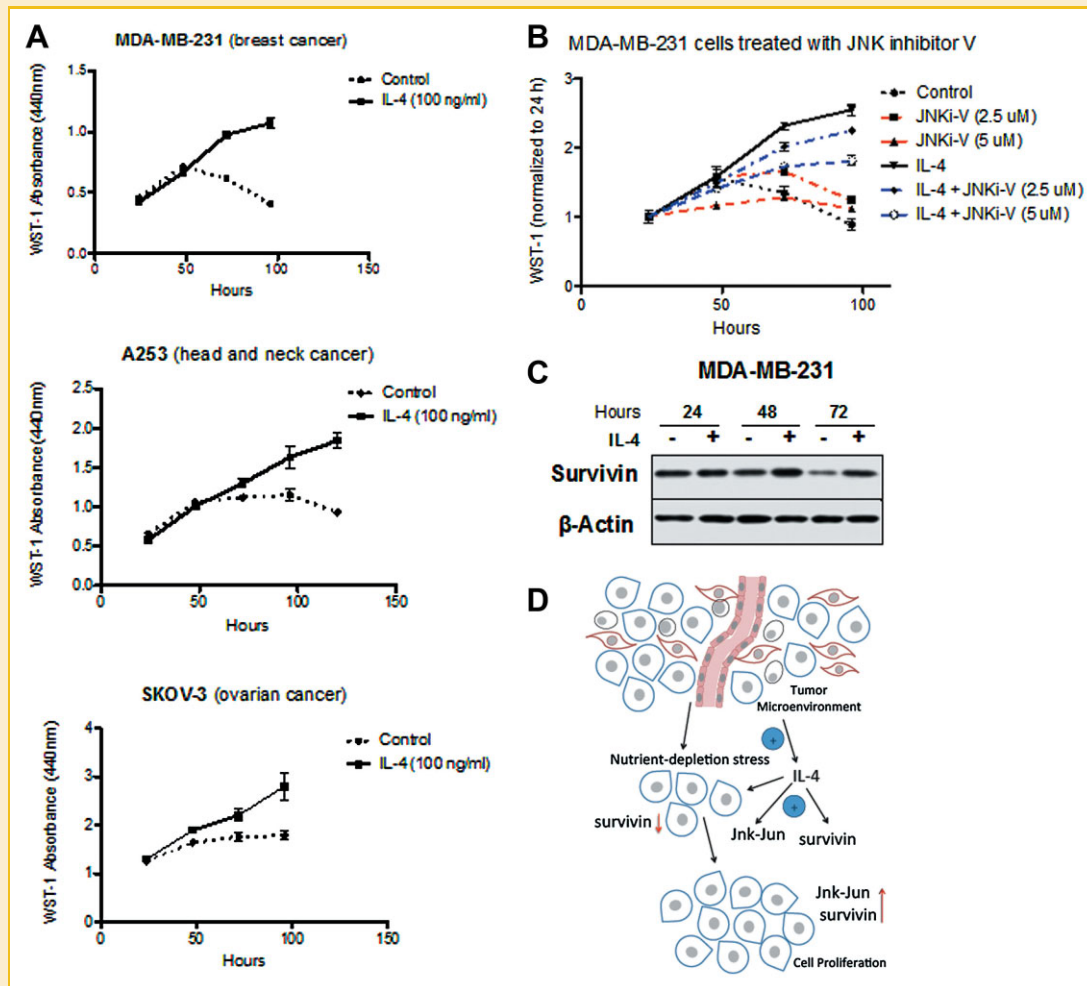 A
MDA-MB-231 (breast cancer)
Control
IL-4 (100 ng/ml)
WST-1 Absorbance (440nm)
1.5
1.0
0.5
0.0
0 50 100 150
Hours
A253 (head and neck cancer)
Control
IL-4 (100 ng/ml)
WST-1 Absorbance(440nm)
2.5
2.0
1.5
1.0
0.5
0.0
0 50 100 150
Hours
SKOV-3 (ovarian cancer)
Control
IL-4 (100 ng/ml)
WST-1 Absorbance (440nm)
4
3
2
1
0
0 50 100 150
Hours
B
MDA-MB-231 cells treated with JNK inhibitor V
WST-1 (normalized to 24 h)
3
2
1
0
0 50 100
Hours
Control
JNKi-V (2.5 uM)
JNKi-V (5 uM)
IL-4
IL-4 + JNKi-V (2.5 uM)
IL-4 + JNKi-V (5 uM)
C
MDA-MB-231
Hours 24 48 72
IL-4 - + - + - +
Survivin
β-Actin
D
Tumor
Microenvironment
+
Nutrient-depletion stress
IL-4
+
survivin
Jnk-Jun
survivin
Jnk-Jun
survivin
Cell Proliferation